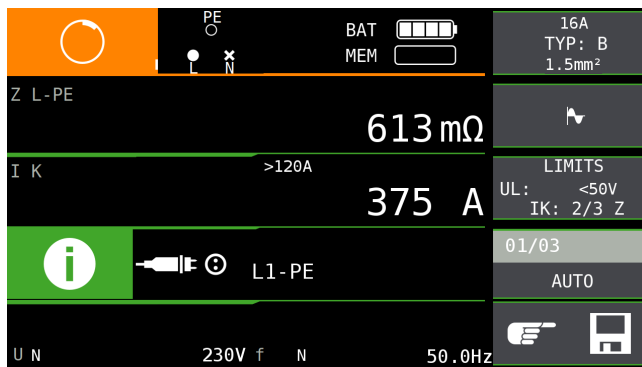 PE
L N
BAT
MEM
16A
TYP: B
1.5mm²
Z L-PE
613 mΩ
I K
>120A
375 A
LIMITS
UL: <50V
IK: 2/3 Z
i
L1-PE
01/03
AUTO
U N 230V f N 50.0Hz